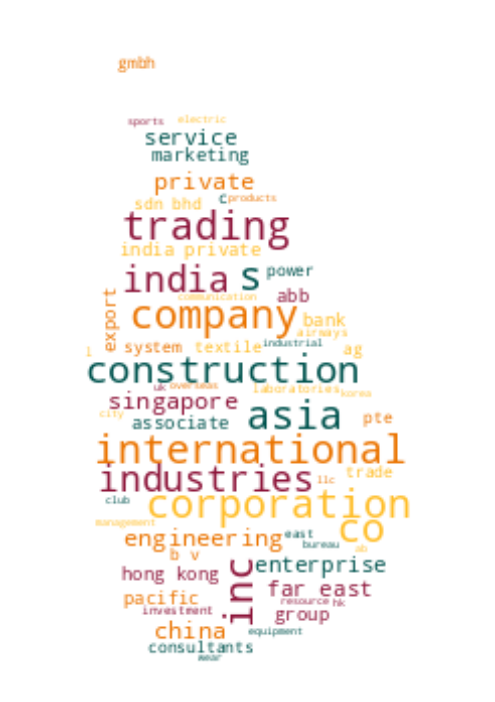 gmbh
sports electric
service
marketing
private
c products
sdn bhd
trading
india private
india s power
communication abb
export company bank
airways
system textile industrial ag
l
construction
uk overseas laboratories korea
singapore
city associate asia pte
international
industries llc trade
club corporation
management co
engineering east
bureau ab
b v
inc enterprise
hong kong
far east
pacific resource hk
investment group
china equipment
consultants
wear